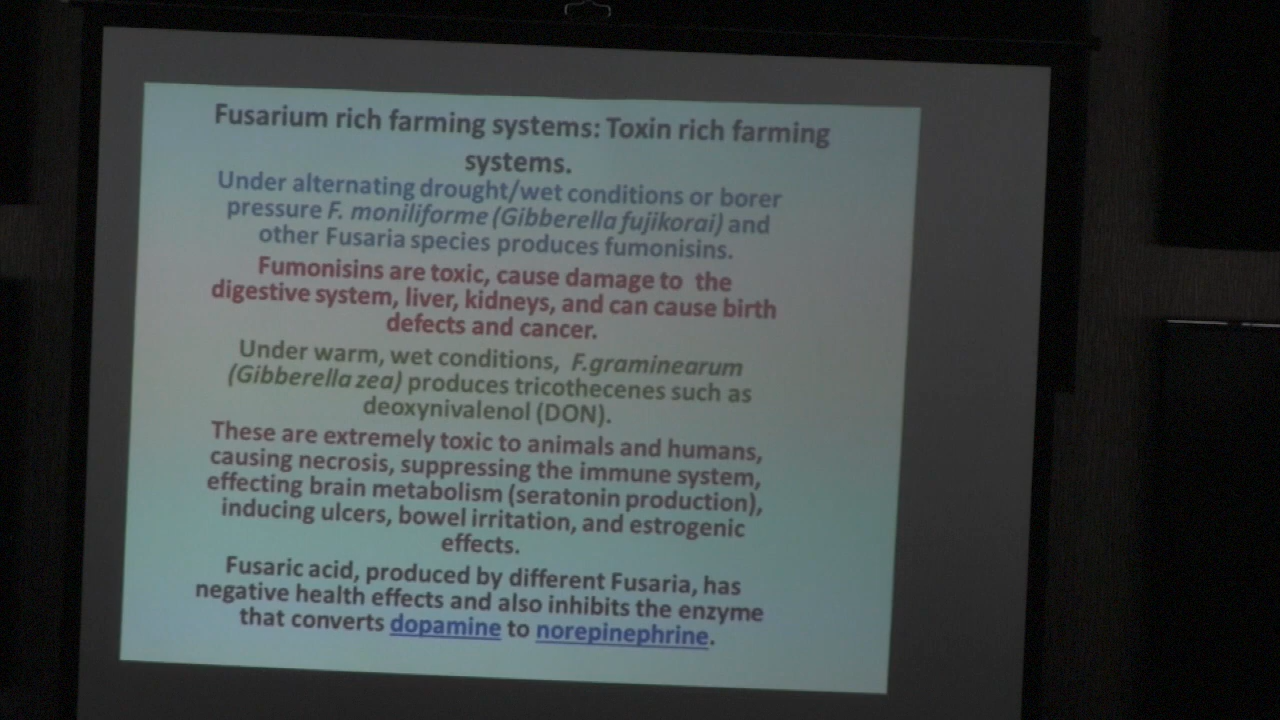 Fusarium rich farming systems: Toxin rich farming
systems.
Under alternating drought/wet conditions or borer
pressure F. moniliforme (Gibberella fujikorai) and
other Fusaria species produces fumonisins.
Fumonisins are toxic, cause damage to the
digestive system, liver, kidneys, and can cause birth
defects and cancer.
Under warm, wet conditions, F.graminearum
(Gibberella zea) produces tricothecenes such as
deoxynivalenol (DON).
These are extremely toxic to animals and humans,
causing necrosis, suppressing the immune system,
effecting brain metabolism (seratonin production),
inducing ulcers, bowel irritation, and estrogenic
effects.
Fusaric acid, produced by different Fusaria, has
negative health effects and also inhibits the enzyme
that converts dopamine to norepinephrine.